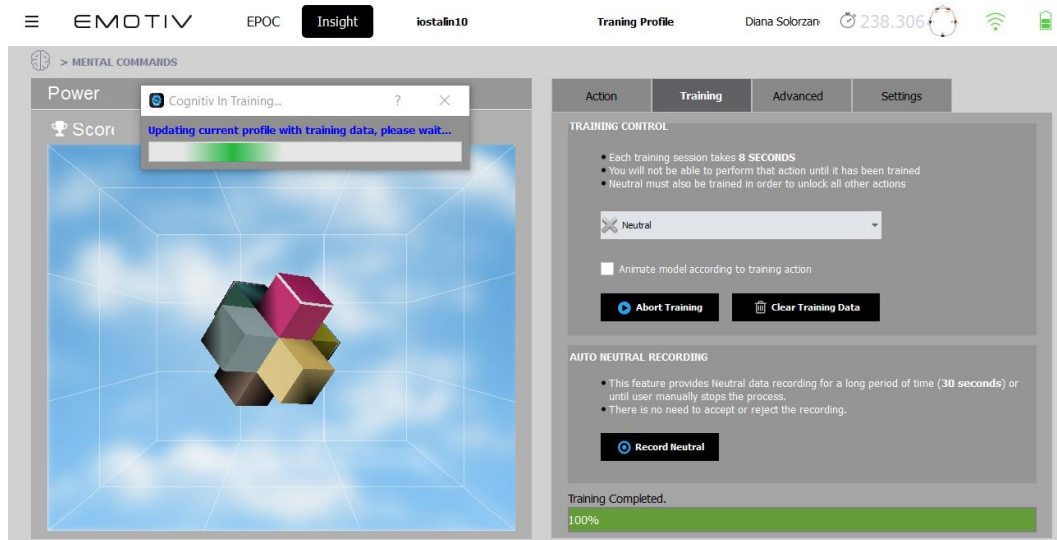 EMOTIV EPOC Insight iostalin10 Traning Profile Diana Solorzan 238.306
> MENTAL COMMANDS
Power
Cognitiv In Training... ?
Score
Updating current profile with training data, please wait...
Action Training Advanced Settings
TRAINING CONTROL
Each training session takes 8 SECONDS
You will not be able to perform that action until it has been trained
Neutral must also be trained in order to unlock all other actions
Neutral
Animate model according to training action
Abort Training Clear Training Data
AUTO NEUTRAL RECORDING
This feature provides Neutral data recording for a long period of time (30 seconds) or
until user manually stops the process.
There is no need to accept or reject the recording.
Record Neutral
Training Completed.
100%